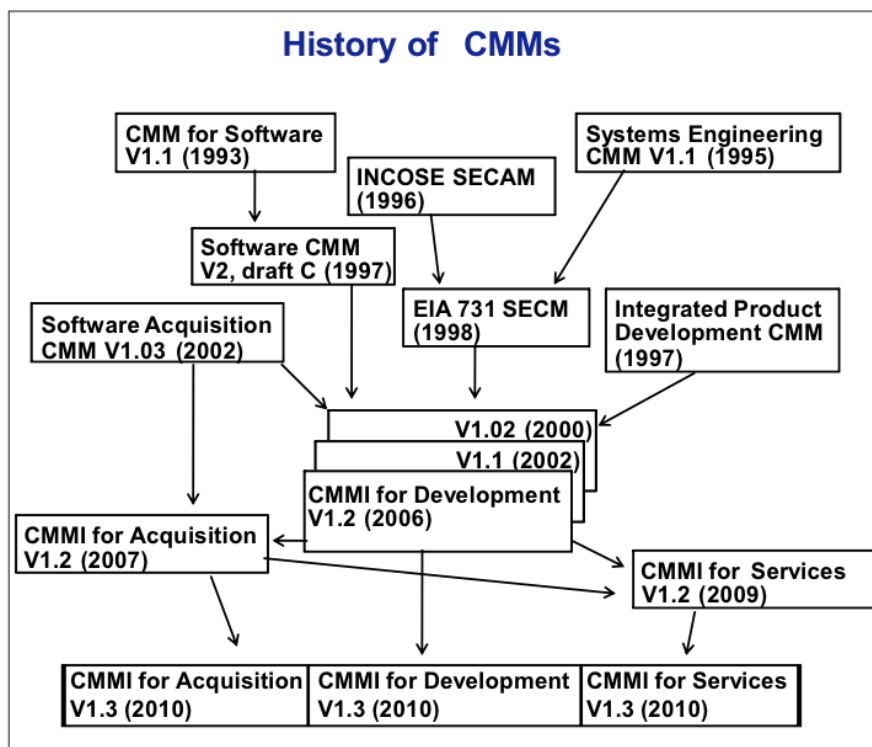 History of CMMs
CMM for Software
V1.1 (1993)
Systems Engineering
CMM V1.1 (1995)
INCOSE SECAM
(1996)
Software CMM
V2, draft C (1997)
EIA 731 SECM
(1998)
Integrated Product
Development CMM
(1997)
Software Acquisition
CMM V1.03 (2002)
V1.02 (2000)
V1.1 (2002)
CMMI for Development
V1.2 (2006)
CMMI for Acquisition
V1.2 (2007)
CMMI for Services
V1.2 (2009)
CMMI for Acquisition
V1.3 (2010)
CMMI for Development
V1.3 (2010)
CMMI for Services
V1.3 (2010)